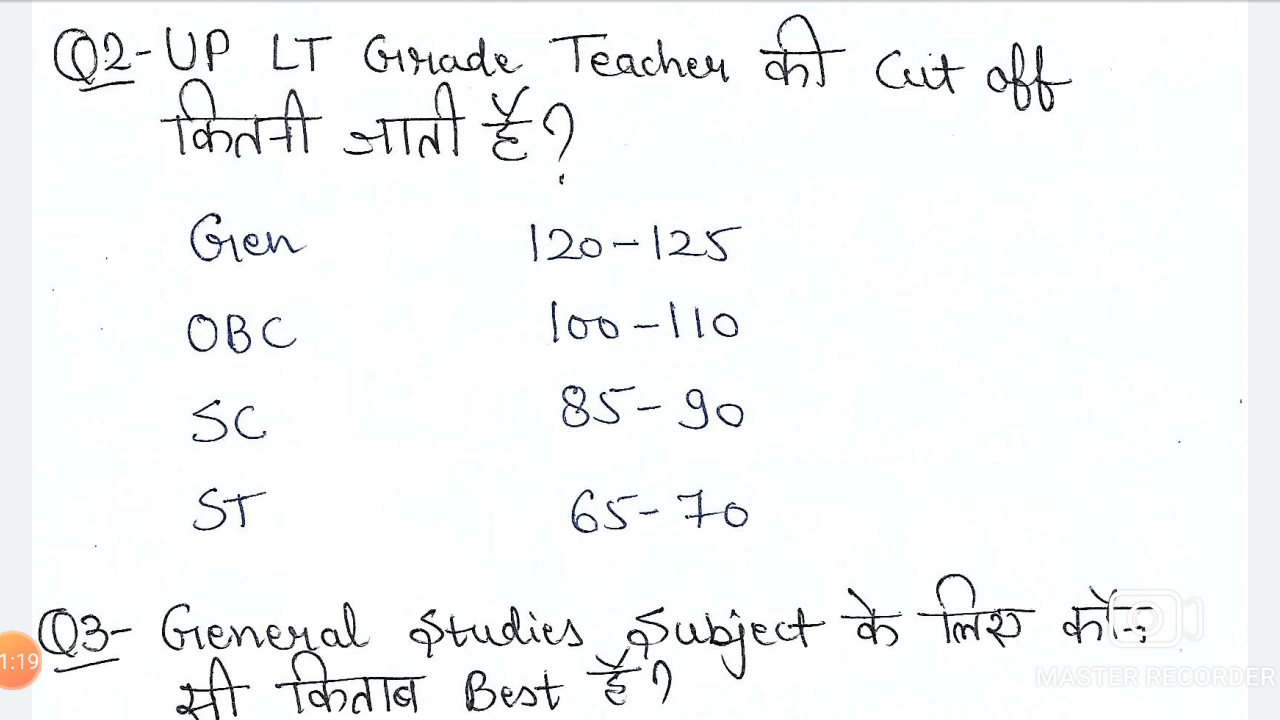 Q2- UP LT Grade Teacher की Cut off
कितनी जाती हैं?
Gen 120-125
OBC 100-110
SC 85-90
ST 65-70
Q3- General Studies Subject के लिए कौन
सी किताब Best हैं?
1:19
MASTER RECORDER